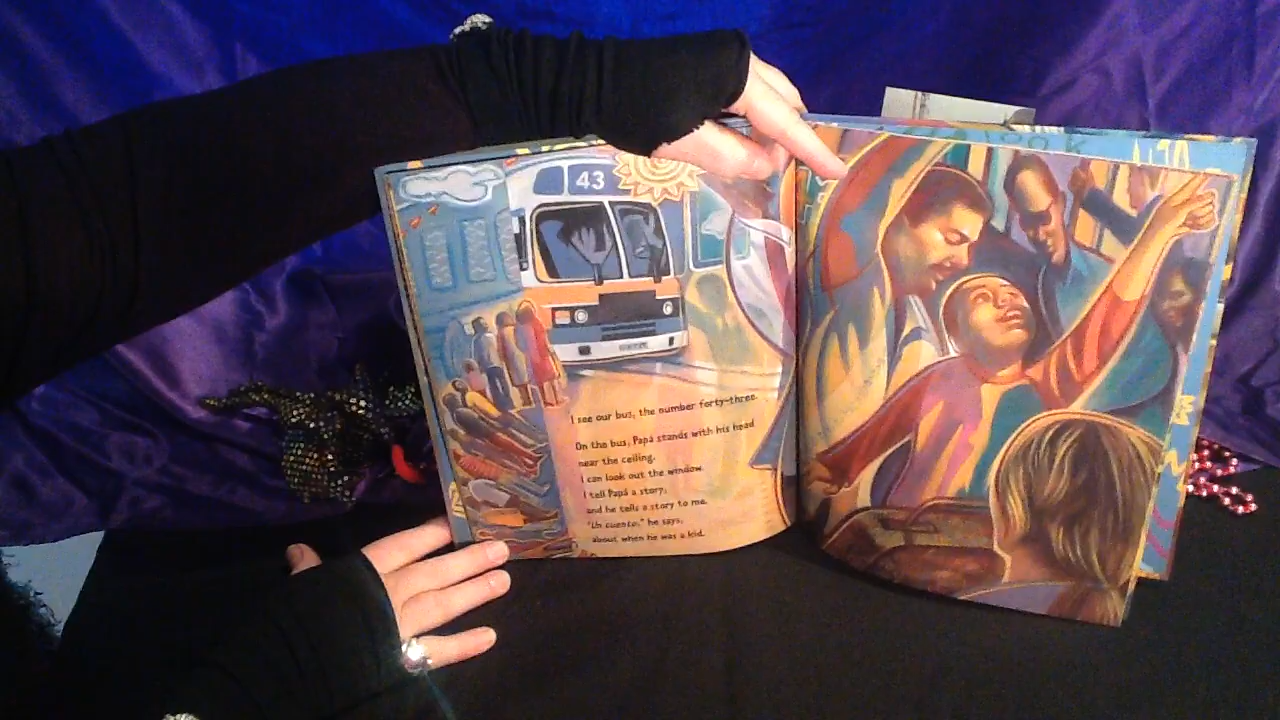 43
I see our bus, the number forty-three.
On the bus, Papá stands with his head
near the ceiling.
I can look out the window.
I tell Papá a story,
and he tells a story to me.
"Un cuento," he says,
about when he was a kid.